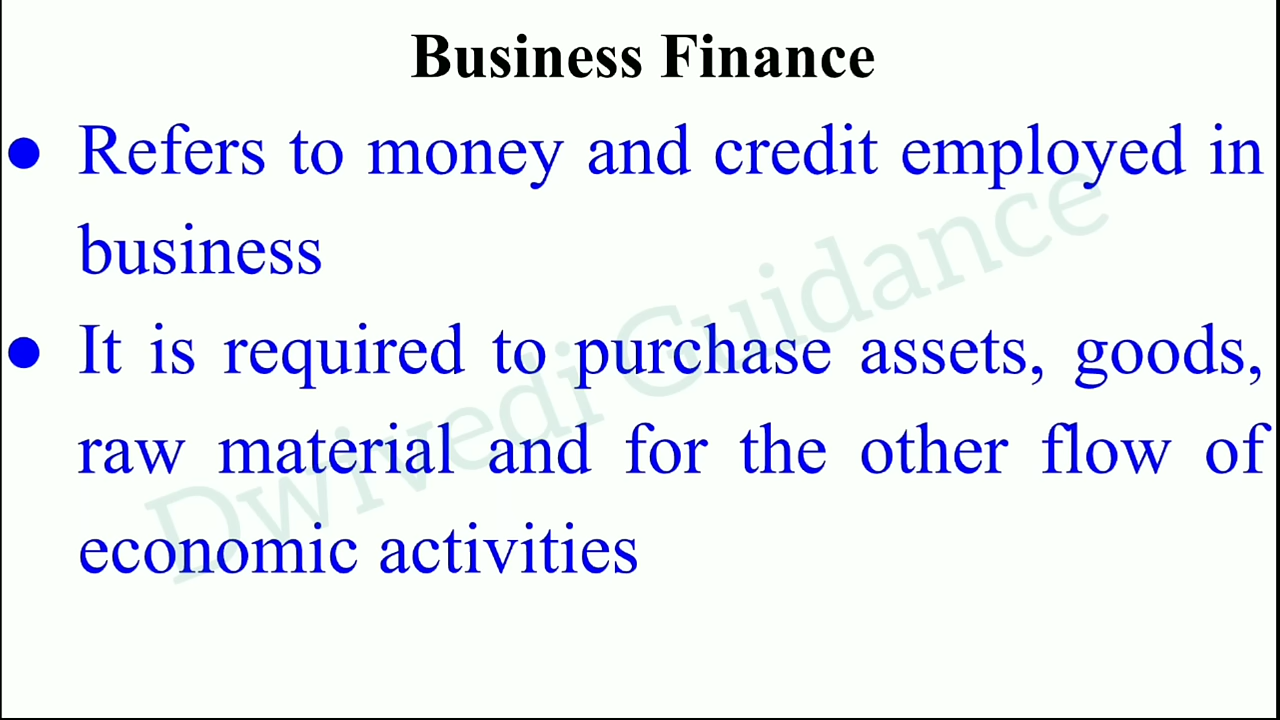 Business Finance
● Refers to money and credit employed in
business
● It is required to purchase assets, goods,
raw material and for the other flow of
economic activities
Dwivedi Guidance